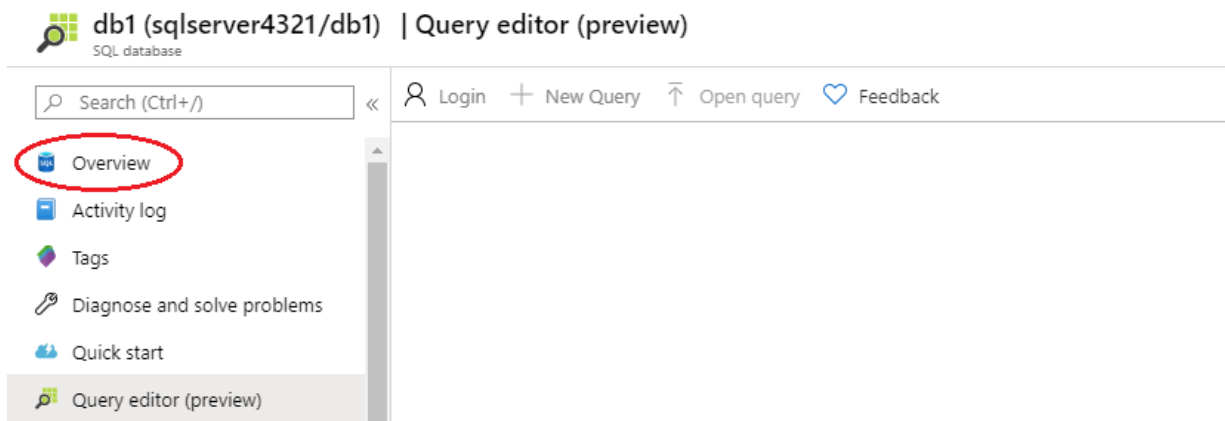 db1 (sqlserver4321/db1) | Query editor (preview)
SQL database
Search (Ctrl+/)
«
Login
New Query
Open query
Feedback
SQL
Overview
Activity log
Tags
Diagnose and solve problems
Quick start
Query editor (preview)